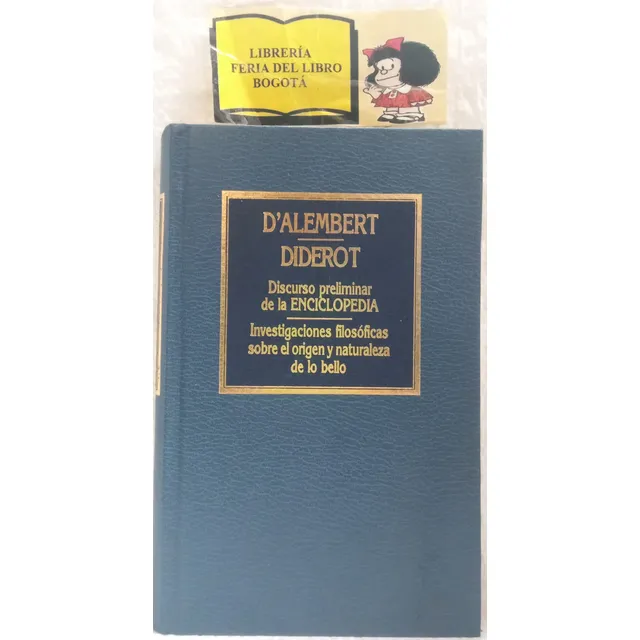 LIBRERÍA
FERIA DEL LIBRO
BOGOTÁ
D'ALEMBERT
DIDEROT
Discurso preliminar
de la ENCICLOPEDIA
Investigaciones filosóficas
sobre el origen y naturaleza
de lo bello